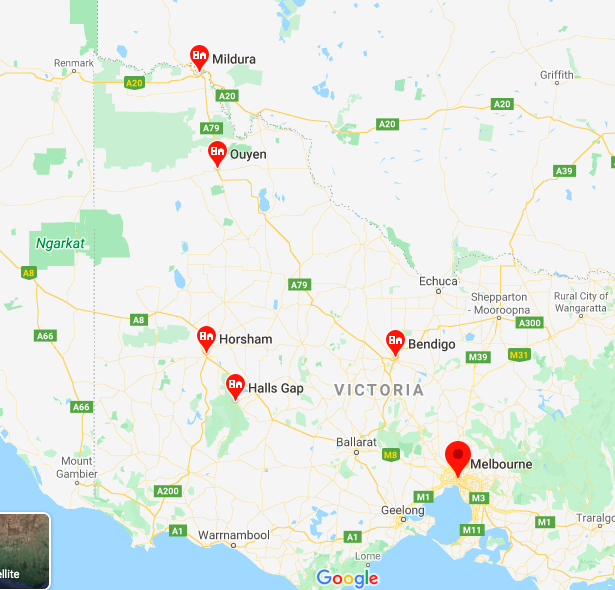 Mildura
Renmark
A20
Griffith
A20
A20
A20
A79
Ouyen
A39
Ngarkat
A8
A79
Echuca
Shepparton
- Mooroopna
Rural City of
Wangaratta
A8
A300
A66
Horsham
Bendigo
M39
M31
Halls Gap
VICTORIA
A66
Ballarat
M8
Melbourne
Mount
Gambier
A200
M1
M3
Geelong
M1
Traralgo
A1
Warrnambool
A1
M11
Lorne
ellite
Google